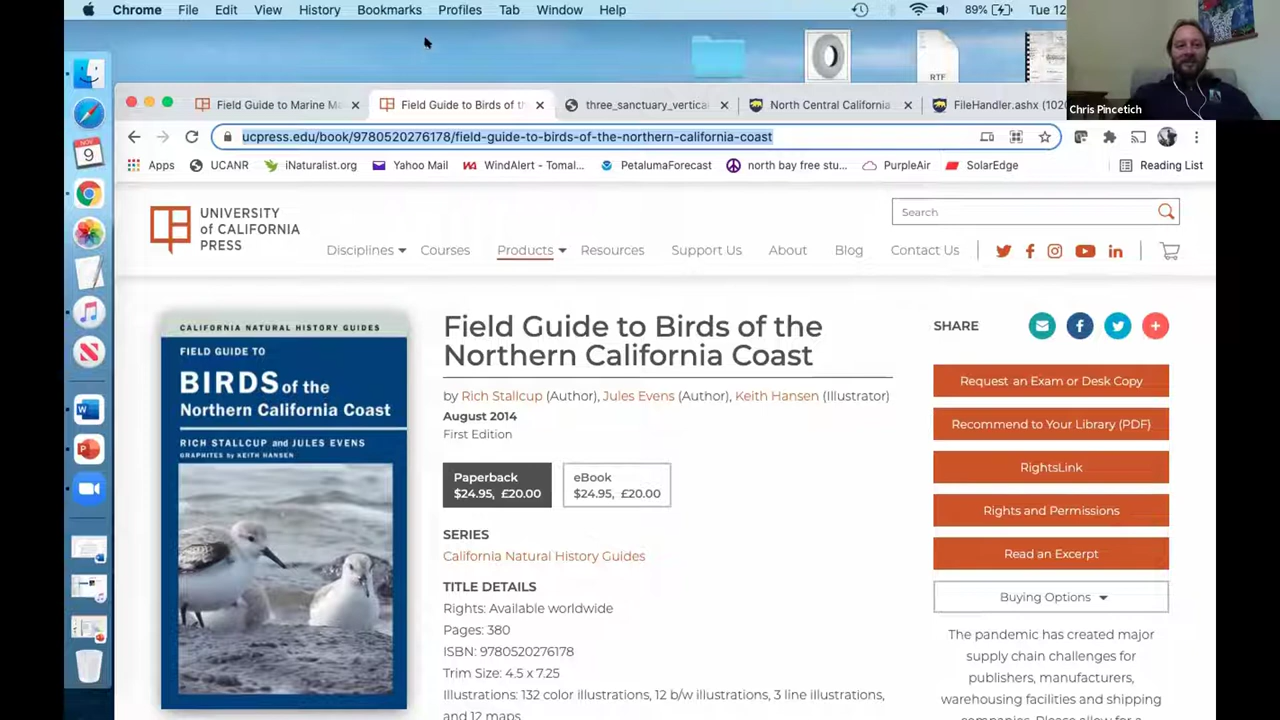 Chrome File Edit View History Bookmarks Profiles Tab Window Help 89% Tue 12
RTF
Chris Pincetich
Field Guide to Marine M
Field Guide to Birds of th
three_sanctuary_vertica
North Central California
FileHandler.ashx (102
ucpress.edu/book/9780520276178/field-guide-to-birds-of-the-northern-california-coast
Apps UCANR iNaturalist.org Yahoo Mail WindAlert - Tomal... PetalumaForecast north bay free stu... PurpleAir SolarEdge Reading List
NOV
9
UNIVERSITY
of CALIFORNIA
PRESS
Search
Disciplines Courses Products Resources Support Us About Blog Contact Us
CALIFORNIA NATURAL HISTORY GUIDES
FIELD GUIDE TO
BIRDS of the
Northern California Coast
RICH STALLCUP and JULES EVENS
GRAPHITES by KEITH HANSEN
Field Guide to Birds of the
Northern California Coast
by Rich Stallcup (Author), Jules Evens (Author), Keith Hansen (Illustrator)
August 2014
First Edition
Paperback
$24.95, £20.00
eBook
$24.95, £20.00
SERIES
California Natural History Guides
TITLE DETAILS
Rights: Available worldwide
Pages: 380
ISBN: 9780520276178
Trim Size: 4.5 x 7.25
Illustrations: 132 color illustrations, 12 b/w illustrations, 3 line illustrations,
and 12 maps
SHARE
Request an Exam or Desk Copy
Recommend to Your Library (PDF)
RightsLink
Rights and Permissions
Read an Excerpt
Buying Options
The pandemic has created major
supply chain challenges for
publishers, manufacturers,
warehousing facilities and shipping
companies. Please allow for a